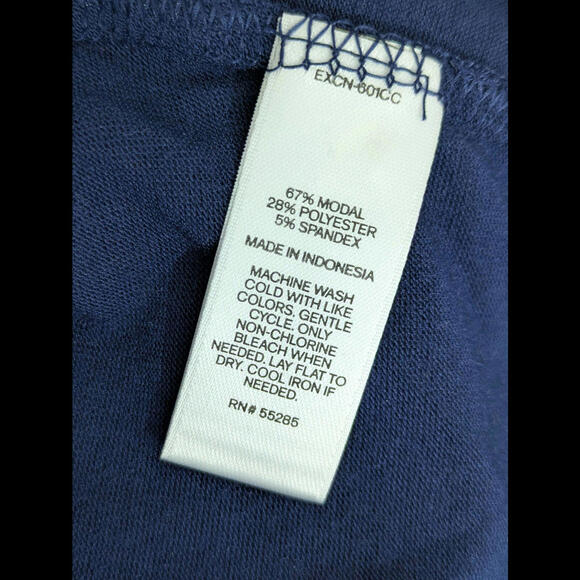 EXCN-601CC
67% MODAL
28% POLYESTER
5% SPANDEX
MADE IN INDONESIA
MACHINE WASH
COLD WITH LIKE
COLORS, GENTLE
CYCLE. ONLY
NON-CHLORINE
BLEACH WHEN
NEEDED. LAY FLAT TO
DRY. COOL IRON IF
NEEDED.
RN# 55285